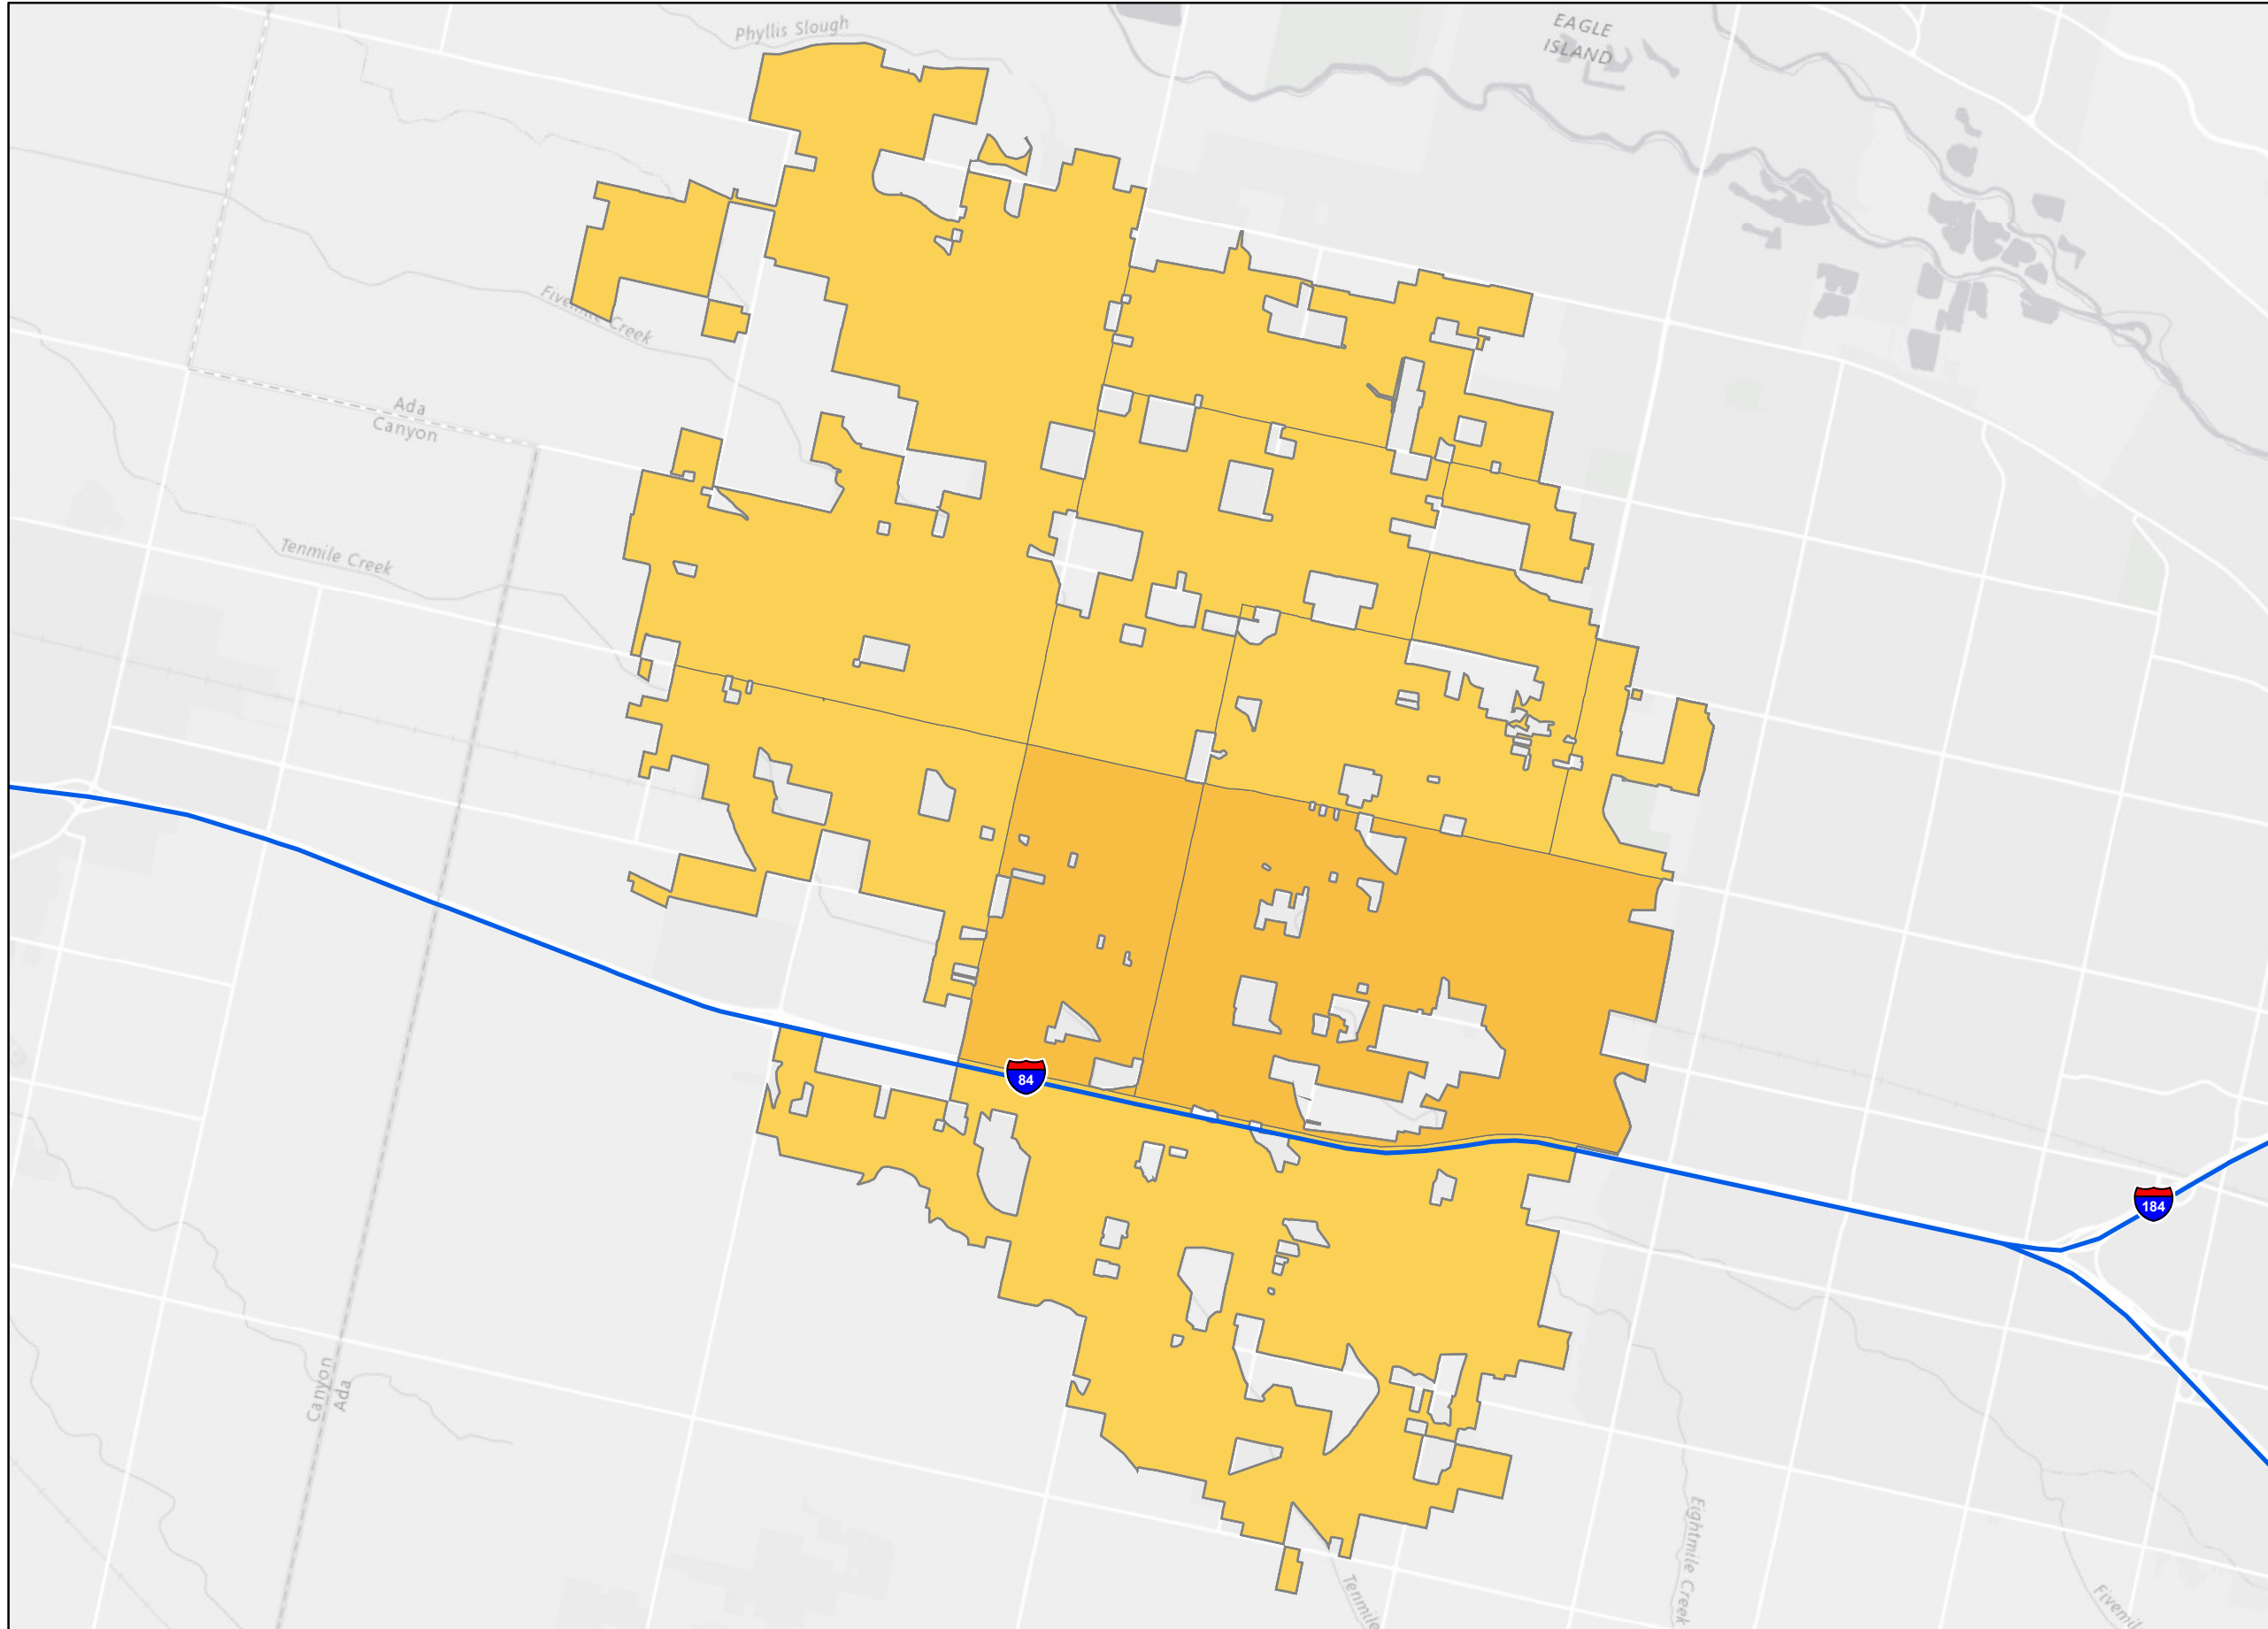 Phyllis Slough
EAGLE
ISLAND
Fivemile Creek
Ada
Canyon
Tenmile Creek
84
184
Canyon
Ada
Eightmile Creek
Tenmile
Fivemil